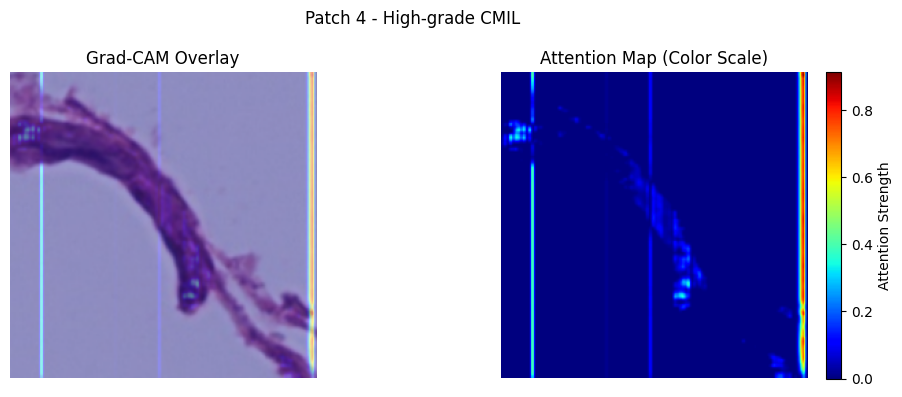 Patch 4 - High-grade CMIL
Grad-CAM Overlay
Attention Map (Color Scale)
0.8
0.6
0.4
0.2
0.0
Attention Strength